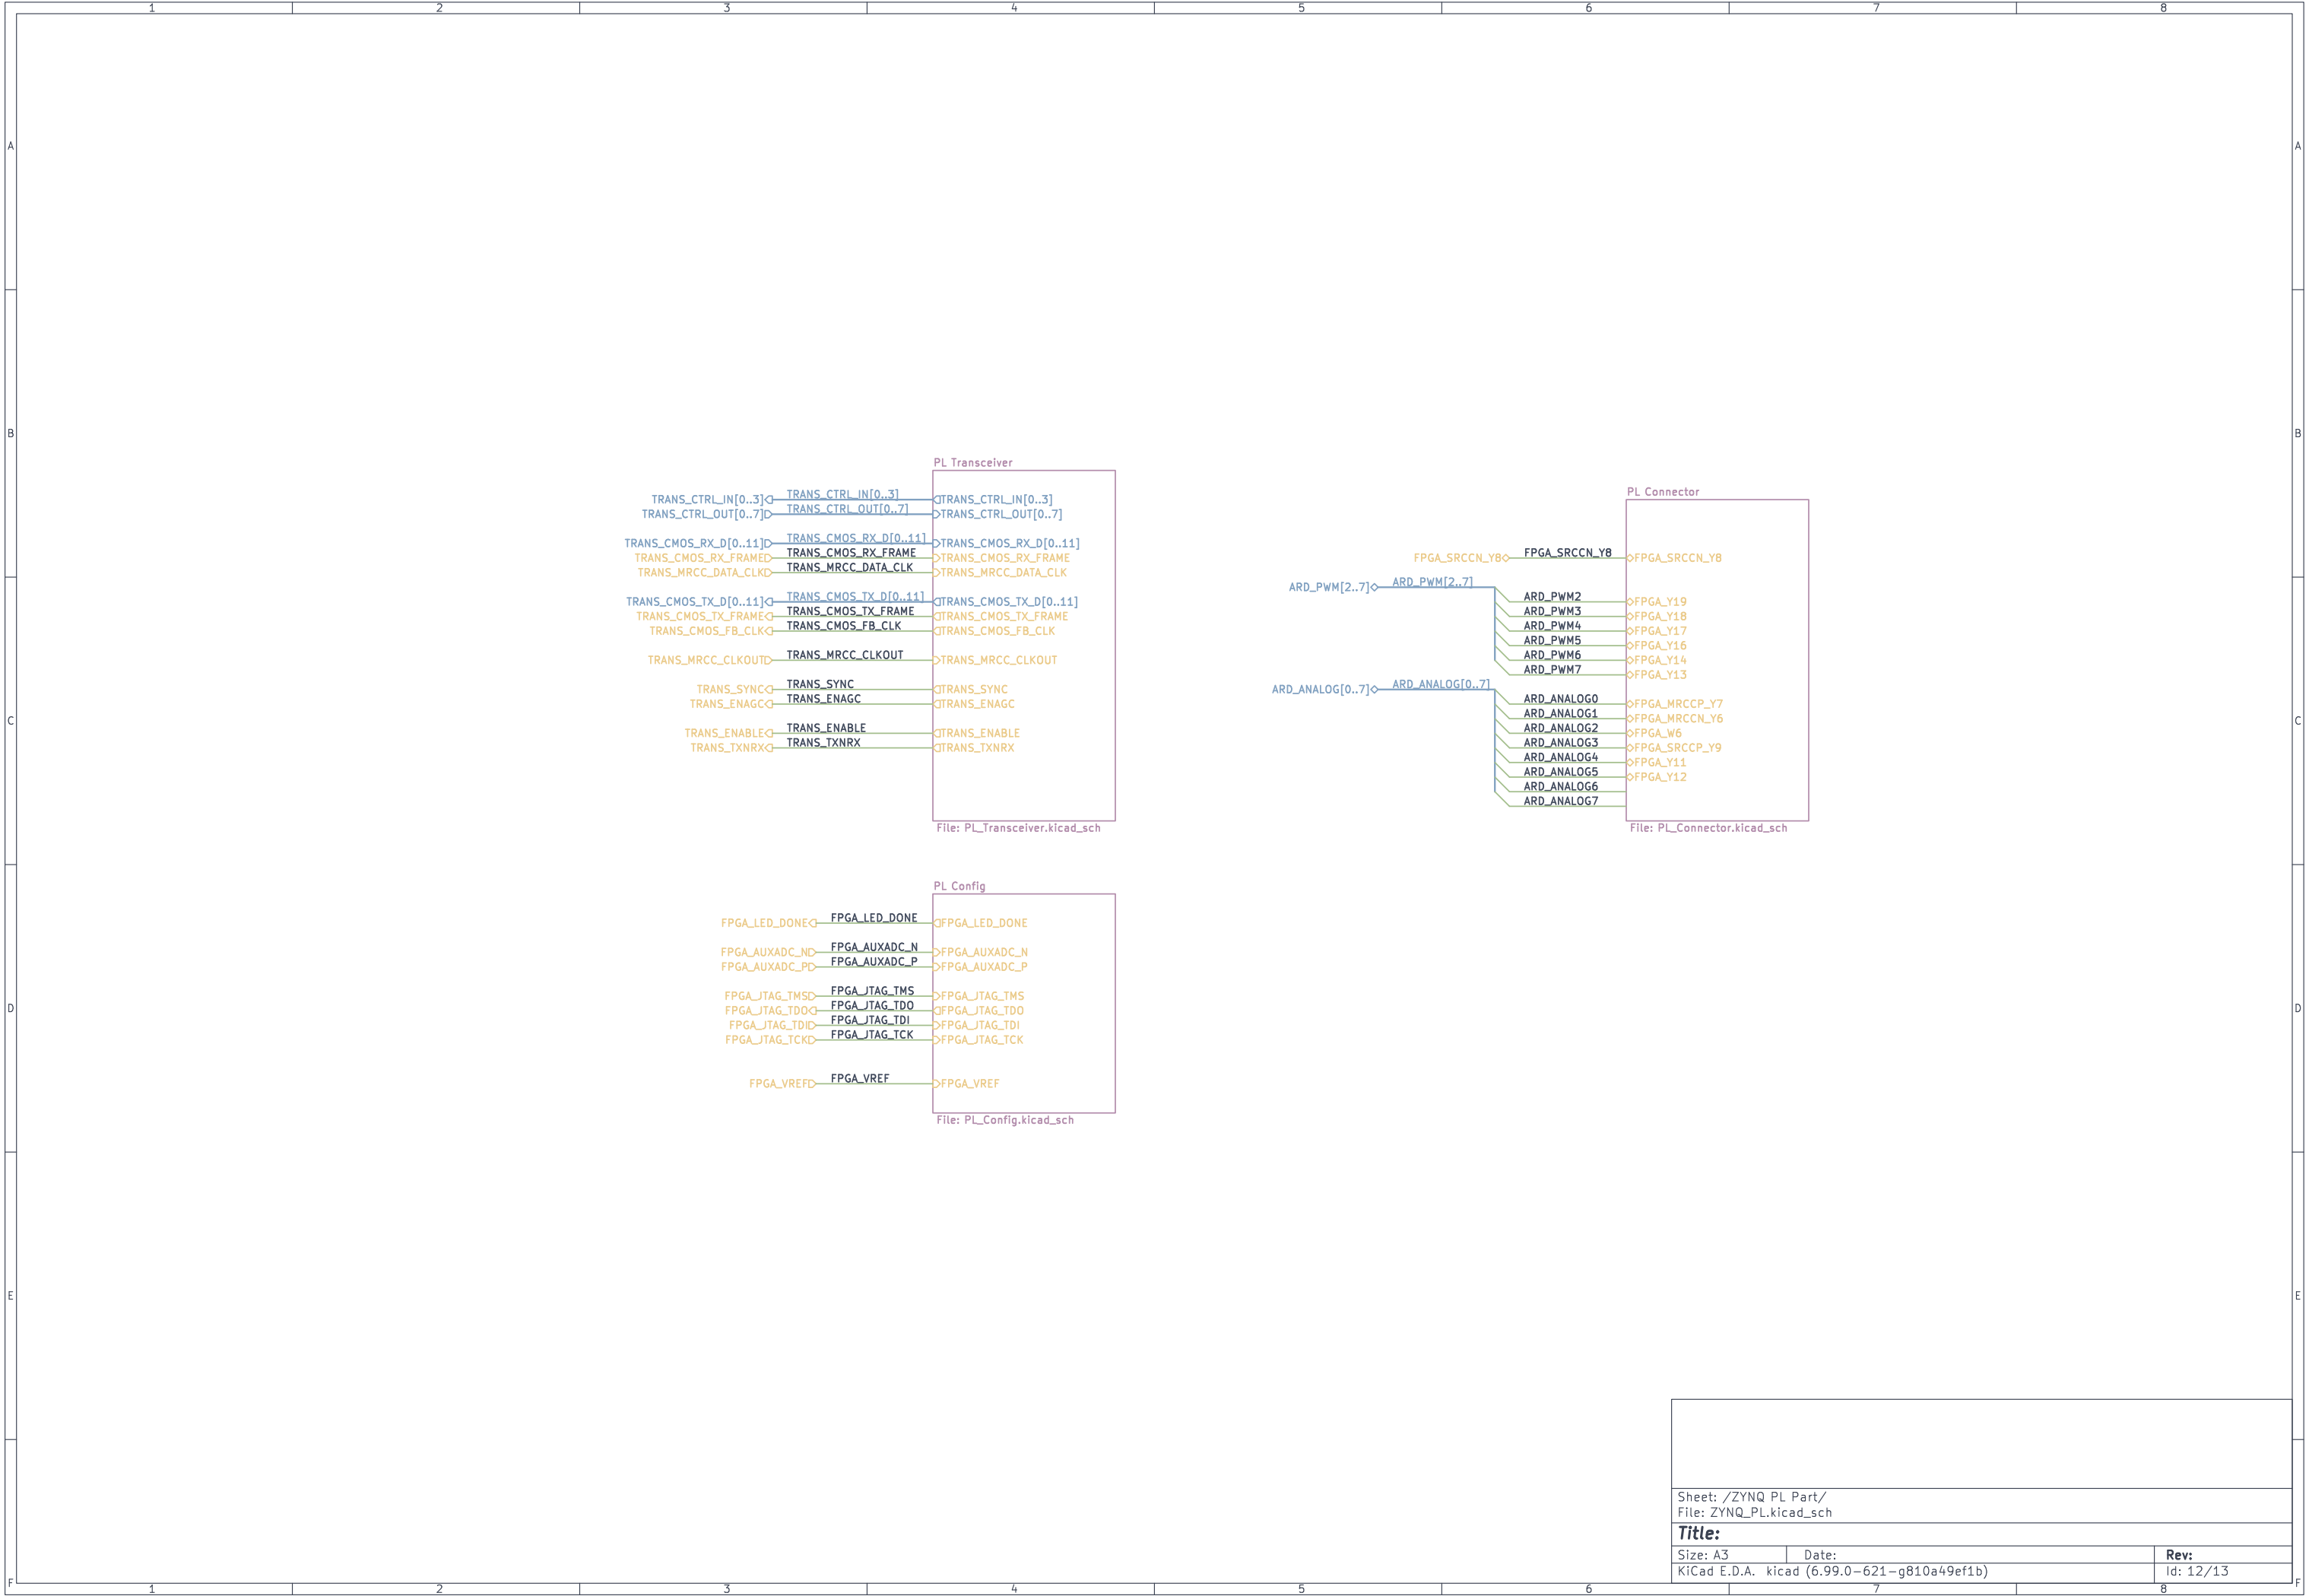 1 2 3 4 5 6 7 8
A A
B B
C C
D D
E E
F F
PL Transceiver
TRANS_CTRL_IN[0..3] TRANS_CTRL_IN[0..3] TRANS_CTRL_IN[0..3]
TRANS_CTRL_OUT[0..7] TRANS_CTRL_OUT[0..7] TRANS_CTRL_OUT[0..7]
TRANS_CMOS_RX_D[0..11] TRANS_CMOS_RX_D[0..11] TRANS_CMOS_RX_D[0..11]
TRANS_CMOS_RX_FRAME TRANS_CMOS_RX_FRAME TRANS_CMOS_RX_FRAME
TRANS_MRCC_DATA_CLK TRANS_MRCC_DATA_CLK TRANS_MRCC_DATA_CLK
TRANS_CMOS_TX_D[0..11] TRANS_CMOS_TX_D[0..11] TRANS_CMOS_TX_D[0..11]
TRANS_CMOS_TX_FRAME TRANS_CMOS_TX_FRAME TRANS_CMOS_TX_FRAME
TRANS_CMOS_FB_CLK TRANS_CMOS_FB_CLK TRANS_CMOS_FB_CLK
TRANS_MRCC_CLKOUT TRANS_MRCC_CLKOUT TRANS_MRCC_CLKOUT
TRANS_SYNC TRANS_SYNC TRANS_SYNC
TRANS_ENAGC TRANS_ENAGC TRANS_ENAGC
TRANS_ENABLE TRANS_ENABLE TRANS_ENABLE
TRANS_TXNRX TRANS_TXNRX TRANS_TXNRX
File: PL_Transceiver.kicad_sch
PL Connector
FPGA_SRCCN_Y8 FPGA_SRCCN_Y8 FPGA_SRCCN_Y8
ARD_PWM[2..7] ARD_PWM[2..7]
ARD_PWM2 FPGA_Y19
ARD_PWM3 FPGA_Y18
ARD_PWM4 FPGA_Y17
ARD_PWM5 FPGA_Y16
ARD_PWM6 FPGA_Y14
ARD_PWM7 FPGA_Y13
ARD_ANALOG[0..7] ARD_ANALOG[0..7]
ARD_ANALOG0 FPGA_MRCCP_Y7
ARD_ANALOG1 FPGA_MRCCN_Y6
ARD_ANALOG2 FPGA_W6
ARD_ANALOG3 FPGA_SRCCP_Y9
ARD_ANALOG4 FPGA_Y11
ARD_ANALOG5 FPGA_Y12
ARD_ANALOG6
ARD_ANALOG7
File: PL_Connector.kicad_sch
PL Config
FPGA_LED_DONE FPGA_LED_DONE FPGA_LED_DONE
FPGA_AUXADC_N FPGA_AUXADC_N FPGA_AUXADC_N
FPGA_AUXADC_P FPGA_AUXADC_P FPGA_AUXADC_P
FPGA_JTAG_TMS FPGA_JTAG_TMS FPGA_JTAG_TMS
FPGA_JTAG_TDO FPGA_JTAG_TDO FPGA_JTAG_TDO
FPGA_JTAG_TDI FPGA_JTAG_TDI FPGA_JTAG_TDI
FPGA_JTAG_TCK FPGA_JTAG_TCK FPGA_JTAG_TCK
FPGA_VREF FPGA_VREF FPGA_VREF
File: PL_Config.kicad_sch
Sheet: /ZYNQ PL Part/
File: ZYNQ_PL.kicad_sch
Title:
Size: A3 Date: Rev:
KiCad E.D.A. kicad (6.99.0-621-g810a49ef1b) Id: 12/13
1 2 3 4 5 6 7 8